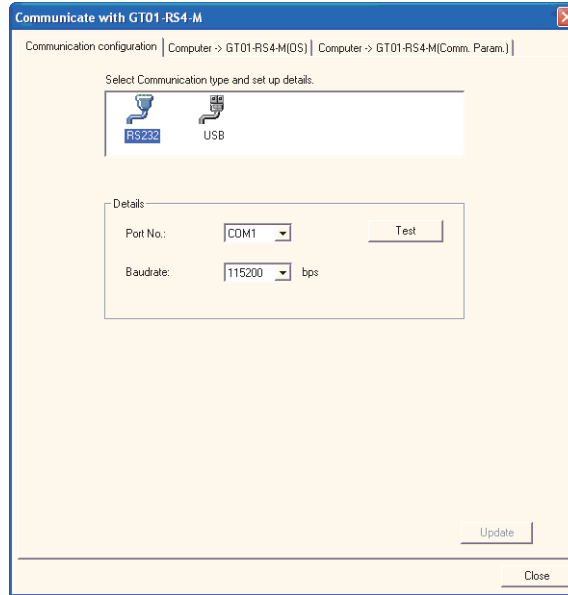 Communicate with GT01-RS4-M
Communication configuration Computer -> GT01-RS4-M(OS) Computer -> GT01-RS4-M(Comm. Param.)
Select Communication type and set up details.
RS232 USB
Details
Port No.: COM1 Test
Baudrate: 115200 bps
Update
Close